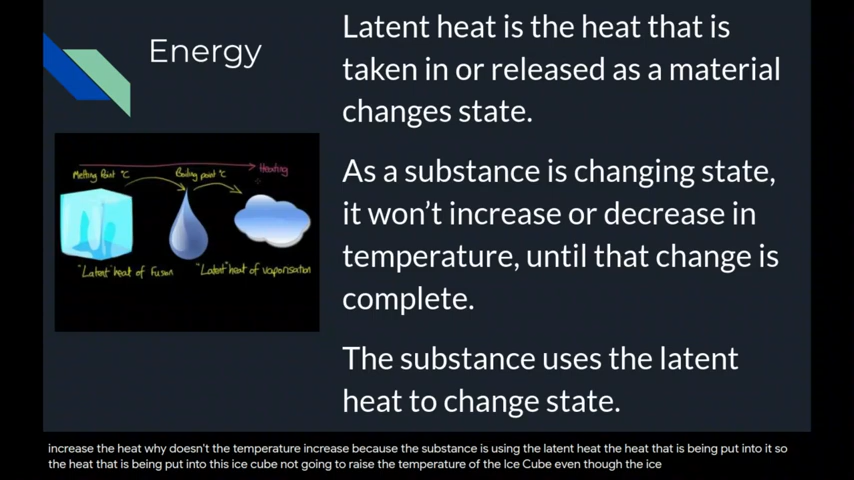 Energy
Latent heat is the heat that is
taken in or released as a material
changes state.
As a substance is changing state,
it won't increase or decrease in
temperature, until that change is
complete.
The substance uses the latent
heat to change state.
Heating
Melting Point °C
Boiling point °C
"Latent" heat of Fusion
"Latent" heat of vaporisation
increase the heat why doesn't the temperature increase because the substance is using the latent heat the heat that is being put into it so
the heat that is being put into this ice cube not going to raise the temperature of the Ice Cube even though the ice